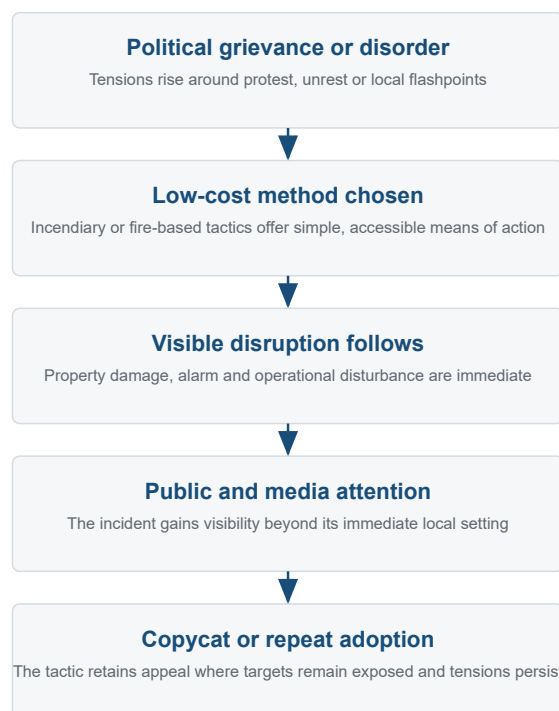 Political grievance or disorder
Tensions rise around protest, unrest or local flashpoints
Low-cost method chosen
Incendiary or fire-based tactics offer simple, accessible means of action
Visible disruption follows
Property damage, alarm and operational disturbance are immediate
Public and media attention
The incident gains visibility beyond its immediate local setting
Copycat or repeat adoption
The tactic retains appeal where targets remain exposed and tensions persist